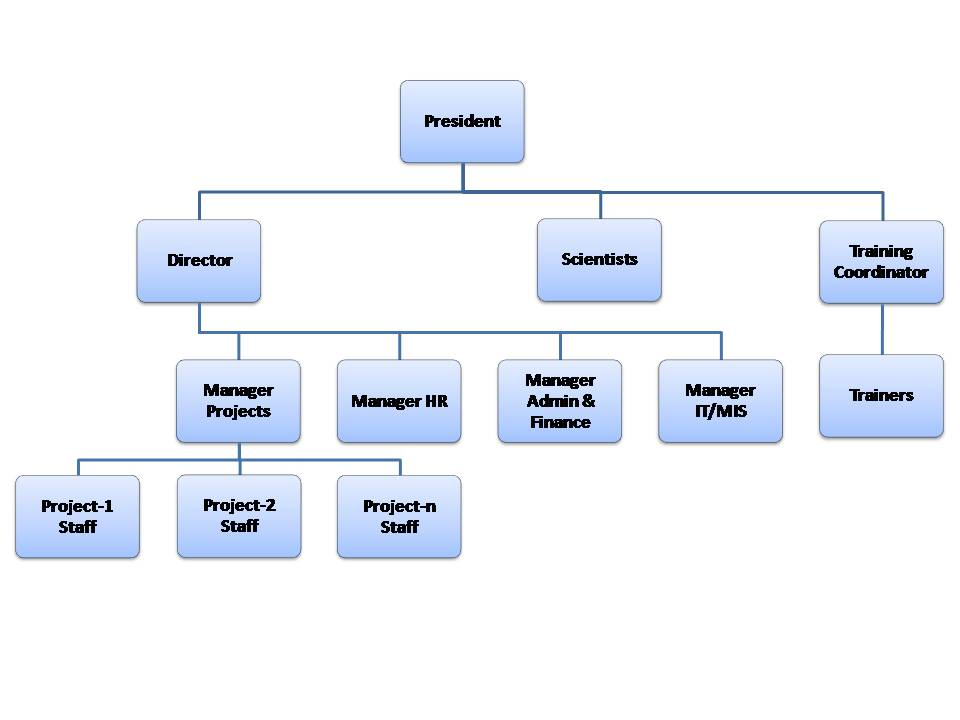 President
Director
Scientists
Training
Coordinator
Manager
Projects
Manager HR
Manager
Admin &
Finance
Manager
IT/MIS
Trainers
Project-1
Staff
Project-2
Staff
Project-n
Staff